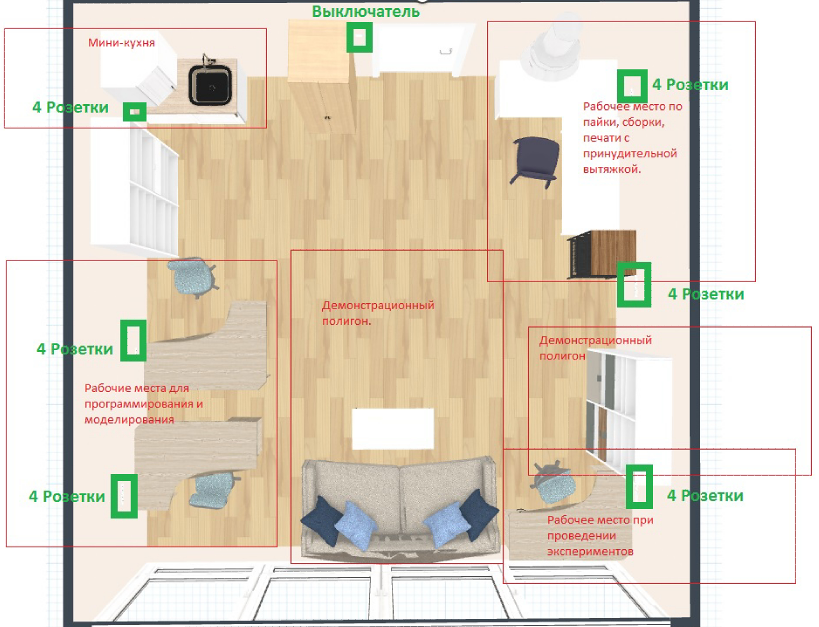 Выключатель
Мини-кухня
4 Розетки
4 Розетки
Рабочее место по
пайки, сборки,
печати с
принудительной
вытяжкой.
4 Розетки
Демонстрационный
полигон.
Демонстрационный
полигон
4 Розетки
Рабочие места для
программирования и
моделирования
4 Розетки
4 Розетки
Рабочее место при
проведении
экспериментов